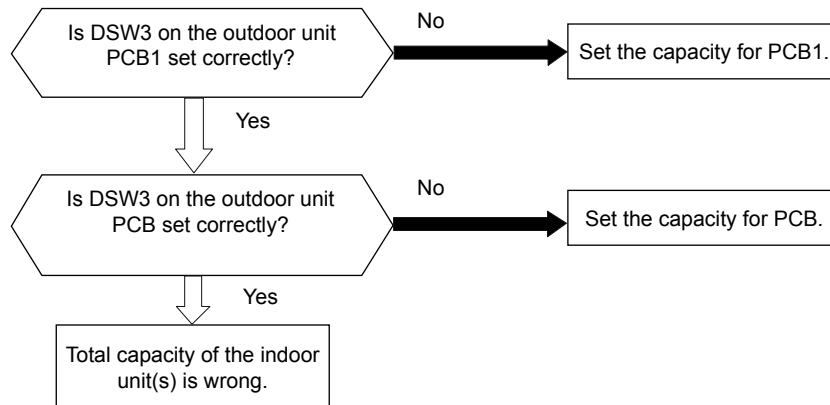 Is DSW3 on the outdoor unit
PCB1 set correctly?
No
Set the capacity for PCB1.
Yes
Is DSW3 on the outdoor unit
PCB set correctly?
No
Set the capacity for PCB.
Yes
Total capacity of the indoor
unit(s) is wrong.